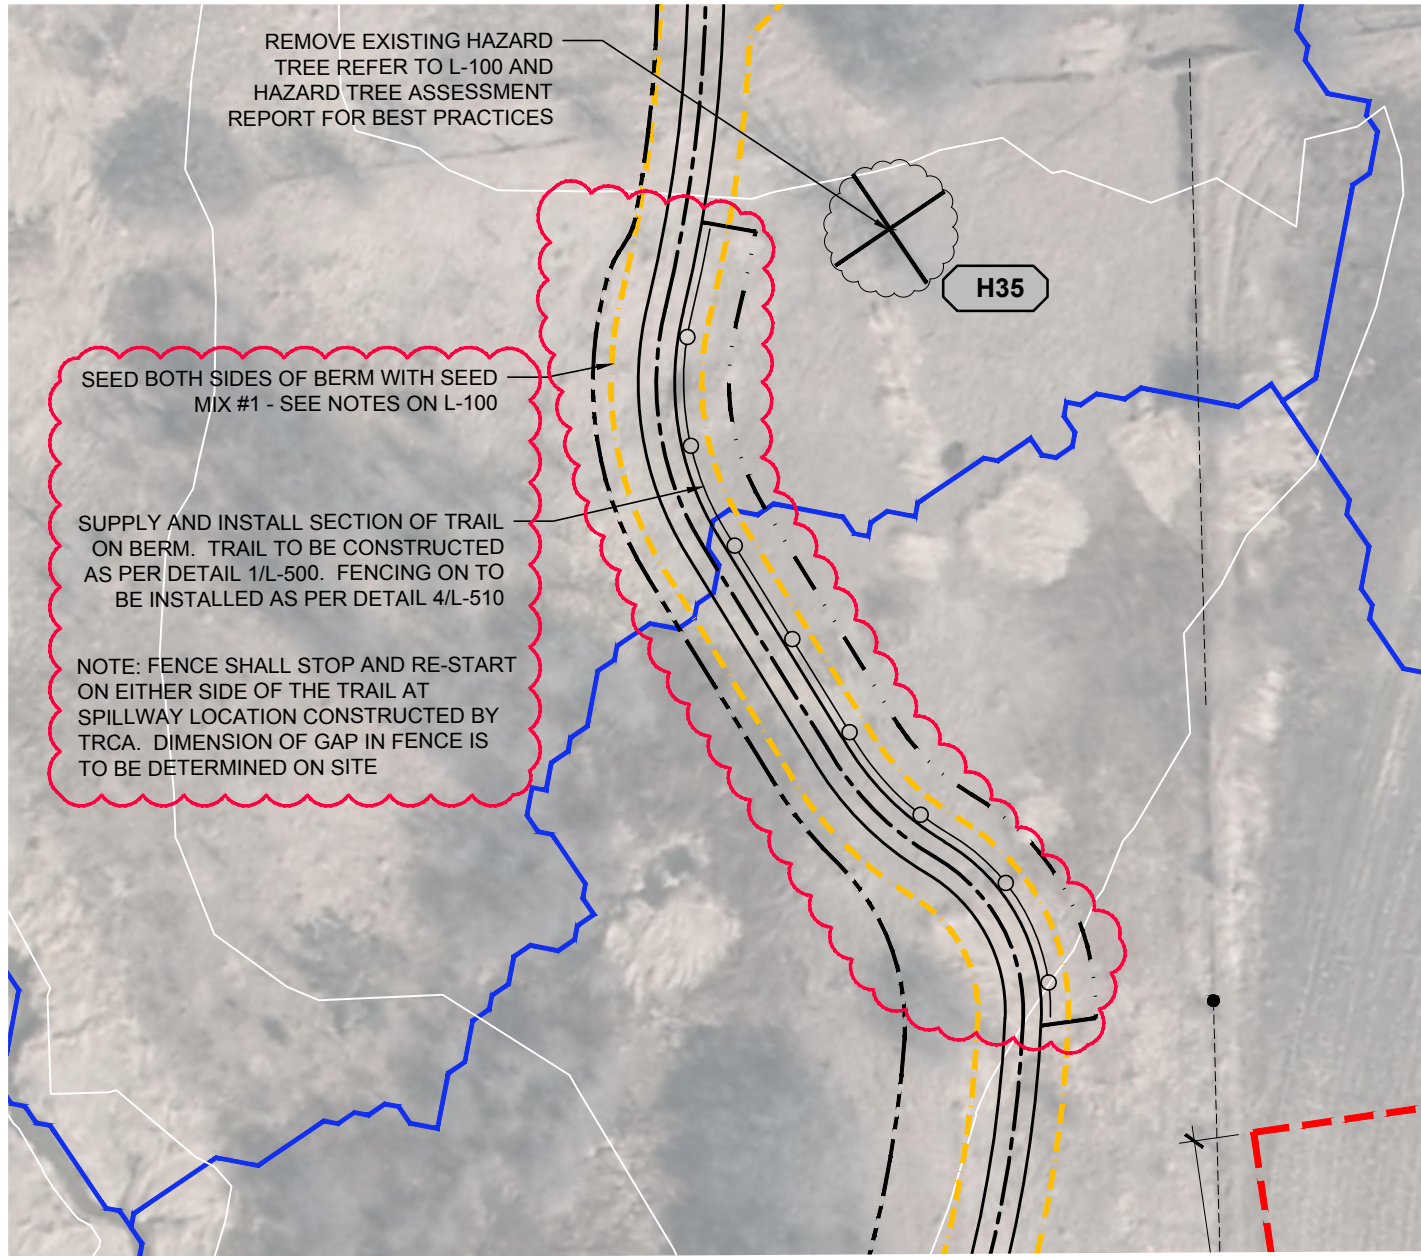 REMOVE EXISTING HAZARD
TREE REFER TO L-100 AND
HAZARD TREE ASSESSMENT
REPORT FOR BEST PRACTICES
H35
SEED BOTH SIDES OF BERM WITH SEED
MIX #1 - SEE NOTES ON L-100
SUPPLY AND INSTALL SECTION OF TRAIL
ON BERM. TRAIL TO BE CONSTRUCTED
AS PER DETAIL 1/L-500. FENCING ON TO
BE INSTALLED AS PER DETAIL 4/L-510
NOTE: FENCE SHALL STOP AND RE-START
ON EITHER SIDE OF THE TRAIL AT
SPILLWAY LOCATION CONSTRUCTED BY
TRCA. DIMENSION OF GAP IN FENCE IS
TO BE DETERMINED ON SITE